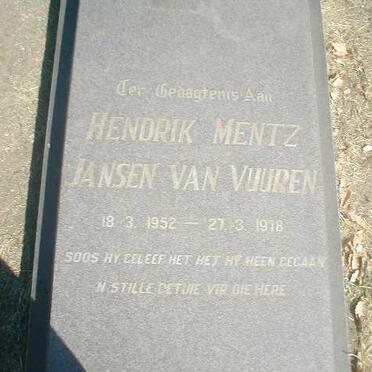 Ter Gedagtenis Aan
HENDRIK MENTZ
JANSEN VAN VUUREN
18. 3. 1952 — 27. 3. 1978
SOOS HY GELEEF HET HET HY HEEN GEGAAN
'N STILLE GETUIE VIR DIE HERE